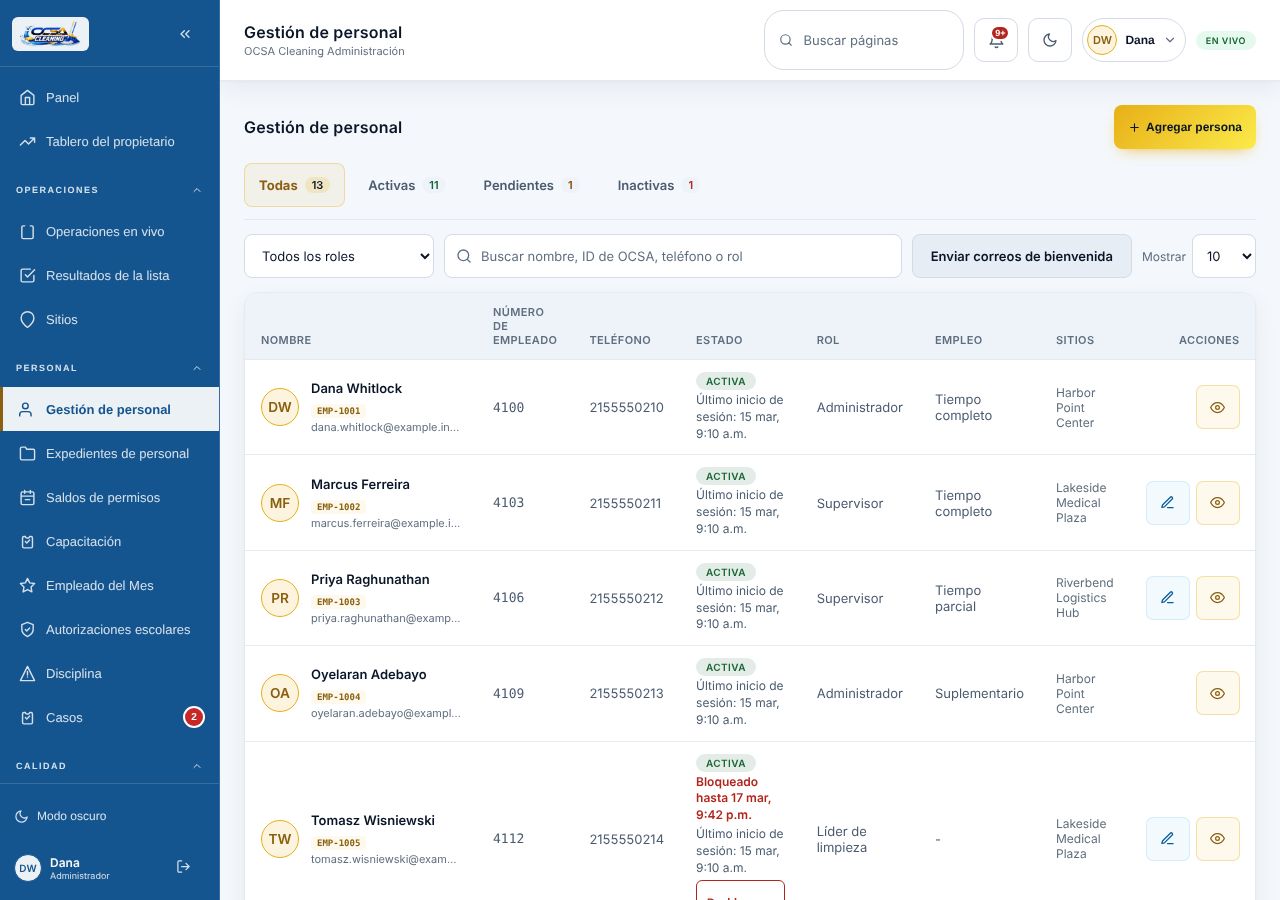 OCSA
CLEANING
Gestión de personal
OCSA Cleaning Administración
Buscar páginas
9+
DW
Dana
EN VIVO
Panel
Tablero del propietario
OPERACIONES
Operaciones en vivo
Resultados de la lista
Sitios
PERSONAL
Gestión de personal
Expedientes de personal
Saldos de permisos
Capacitación
Empleado del Mes
Autorizaciones escolares
Disciplina
Casos
2
CALIDAD
Modo oscuro
DW
Dana
Administrador
Gestión de personal
+ Agregar persona
Todas 13
Activas 11
Pendientes 1
Inactivas 1
Todos los roles
Buscar nombre, ID de OCSA, teléfono o rol
Enviar correos de bienvenida
Mostrar
10
NOMBRE
NÚMERO
DE
EMPLEADO
TELÉFONO
ESTADO
ROL
EMPLEO
SITIOS
ACCIONES
DW
Dana Whitlock
EMP-1001
dana.whitlock@example.in...
4100
2155550210
ACTIVA
Último inicio de
sesión: 15 mar,
9:10 a.m.
Administrador
Tiempo
completo
Harbor
Point
Center
MF
Marcus Ferreira
EMP-1002
marcus.ferreira@example.i...
4103
2155550211
ACTIVA
Último inicio de
sesión: 15 mar,
9:10 a.m.
Supervisor
Tiempo
completo
Lakeside
Medical
Plaza
PR
Priya Raghunathan
EMP-1003
priya.raghunathan@examp...
4106
2155550212
ACTIVA
Último inicio de
sesión: 15 mar,
9:10 a.m.
Supervisor
Tiempo
parcial
Riverbend
Logistics
Hub
OA
Oyelaran Adebayo
EMP-1004
oyelaran.adebayo@exampl...
4109
2155550213
ACTIVA
Último inicio de
sesión: 15 mar,
9:10 a.m.
Administrador
Suplementario
Harbor
Point
Center
TW
Tomasz Wisniewski
EMP-1005
tomasz.wisniewski@exam...
4112
2155550214
ACTIVA
Bloqueado
hasta 17 mar,
9:42 p.m.
Último inicio de
sesión: 15 mar,
9:10 a.m.
Líder de
limpieza
-
Lakeside
Medical
Plaza